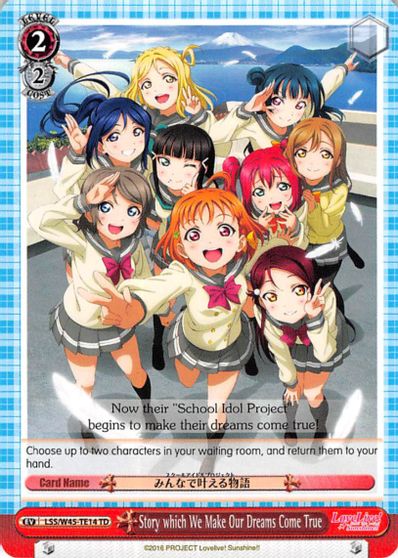 LEVEL
2
2
COST
Now their "School Idol Project"
begins to make their dreams come true!
Choose up to two characters in your waiting room, and return them to your hand.
スクールアイドルプロジェクト
Card Name みんなで叶える物語
EV LSS/W45-TE14 TD Story which We Make Our Dreams Come True LoveLive! Sunshine!!
©2016 PROJECT Lovelive! Sunshine!!